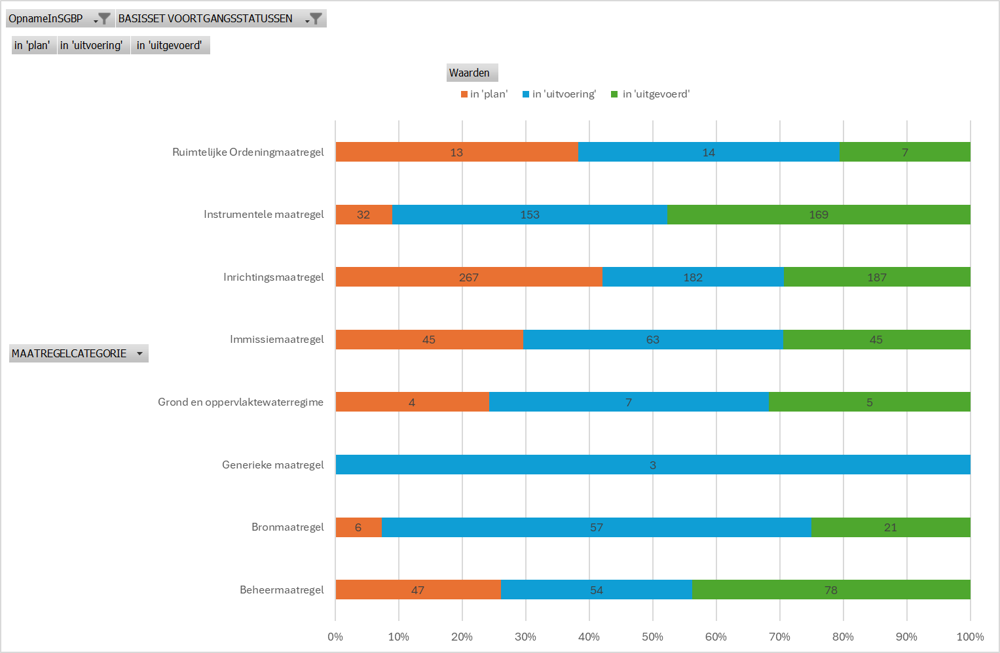 OpnameInSGBP BASISSET VOORTGANGSSTATUSSEN
in 'plan' in 'uitvoering' in 'uitgevoerd'
Waarden
in 'plan' in 'uitvoering' in 'uitgevoerd'
Ruimtelijke Ordeningmaatregel 13 14 7
Instrumentele maatregel 32 153 169
Inrichtingsmaatregel 267 182 187
Immissiemaatregel 45 63 45
MAATREGELCATEGORIE
Grond en oppervlaktewaterregime 4 7 5
Generieke maatregel 3
Bronmaatregel 6 57 21
Beheermaatregel 47 54 78
0% 10% 20% 30% 40% 50% 60% 70% 80% 90% 100%